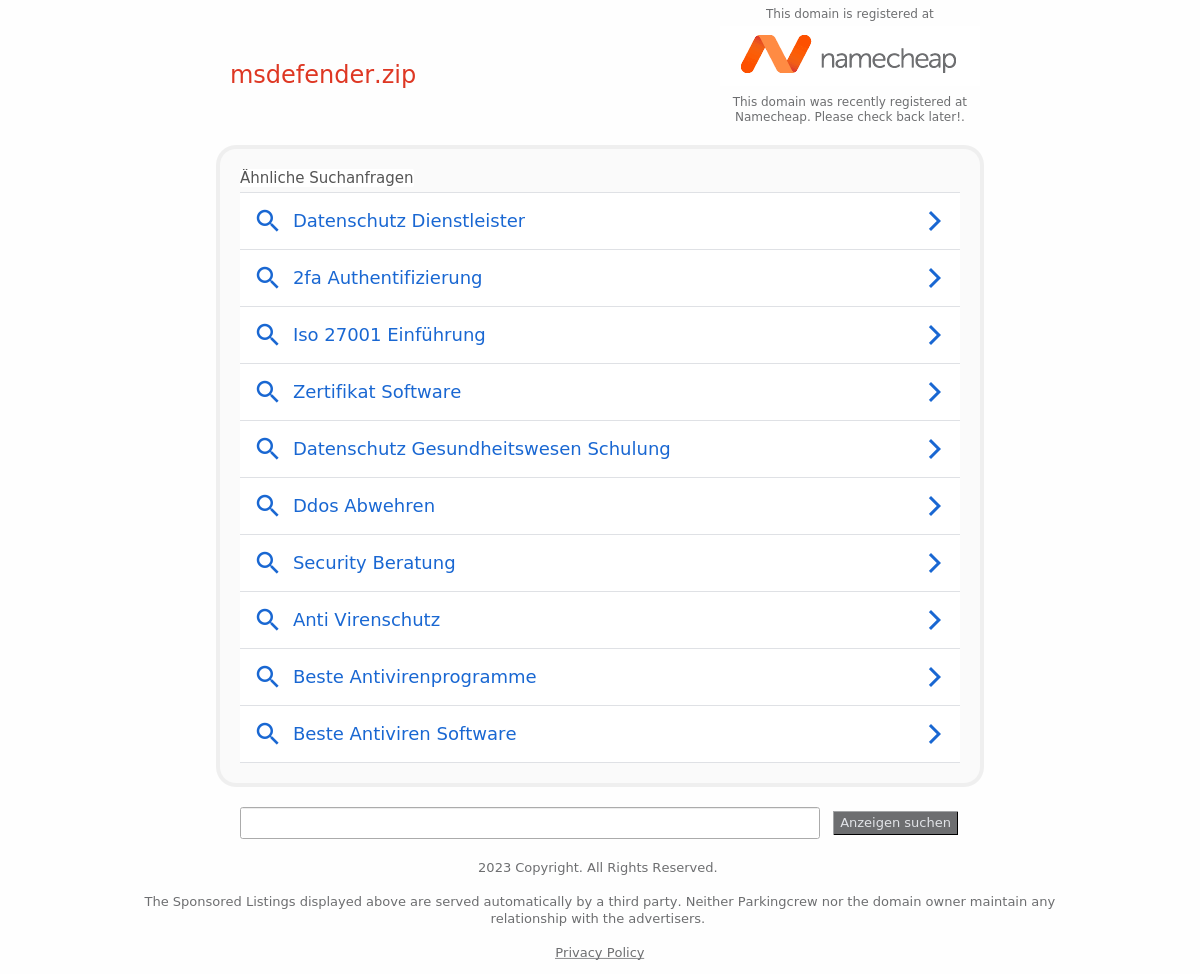 This domain is registered at
namecheap
msdefender.zip
This domain was recently registered at
Namecheap. Please check back later!.
Ähnliche Suchanfragen
Datenschutz Dienstleister
2fa Authentifizierung
Iso 27001 Einführung
Zertifikat Software
Datenschutz Gesundheitswesen Schulung
Ddos Abwehren
Security Beratung
Anti Virenschutz
Beste Antivirenprogramme
Beste Antiviren Software
Anzeigen suchen
2023 Copyright. All Rights Reserved.
The Sponsored Listings displayed above are served automatically by a third party. Neither Parkingcrew nor the domain owner maintain any
relationship with the advertisers.
Privacy Policy